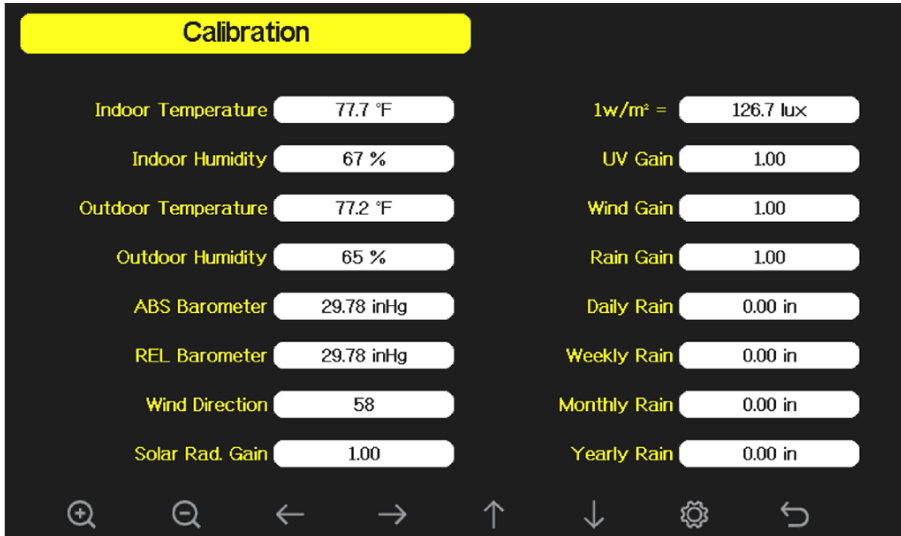 Calibration
Indoor Temperature 77.7 °F
Indoor Humidity 67 %
Outdoor Temperature 77.2 °F
Outdoor Humidity 65 %
ABS Barometer 29.78 inHg
REL Barometer 29.78 inHg
Wind Direction 58
Solar Rad. Gain 1.00
1w/m² = 126.7 lux
UV Gain 1.00
Wind Gain 1.00
Rain Gain 1.00
Daily Rain 0.00 in
Weekly Rain 0.00 in
Monthly Rain 0.00 in
Yearly Rain 0.00 in